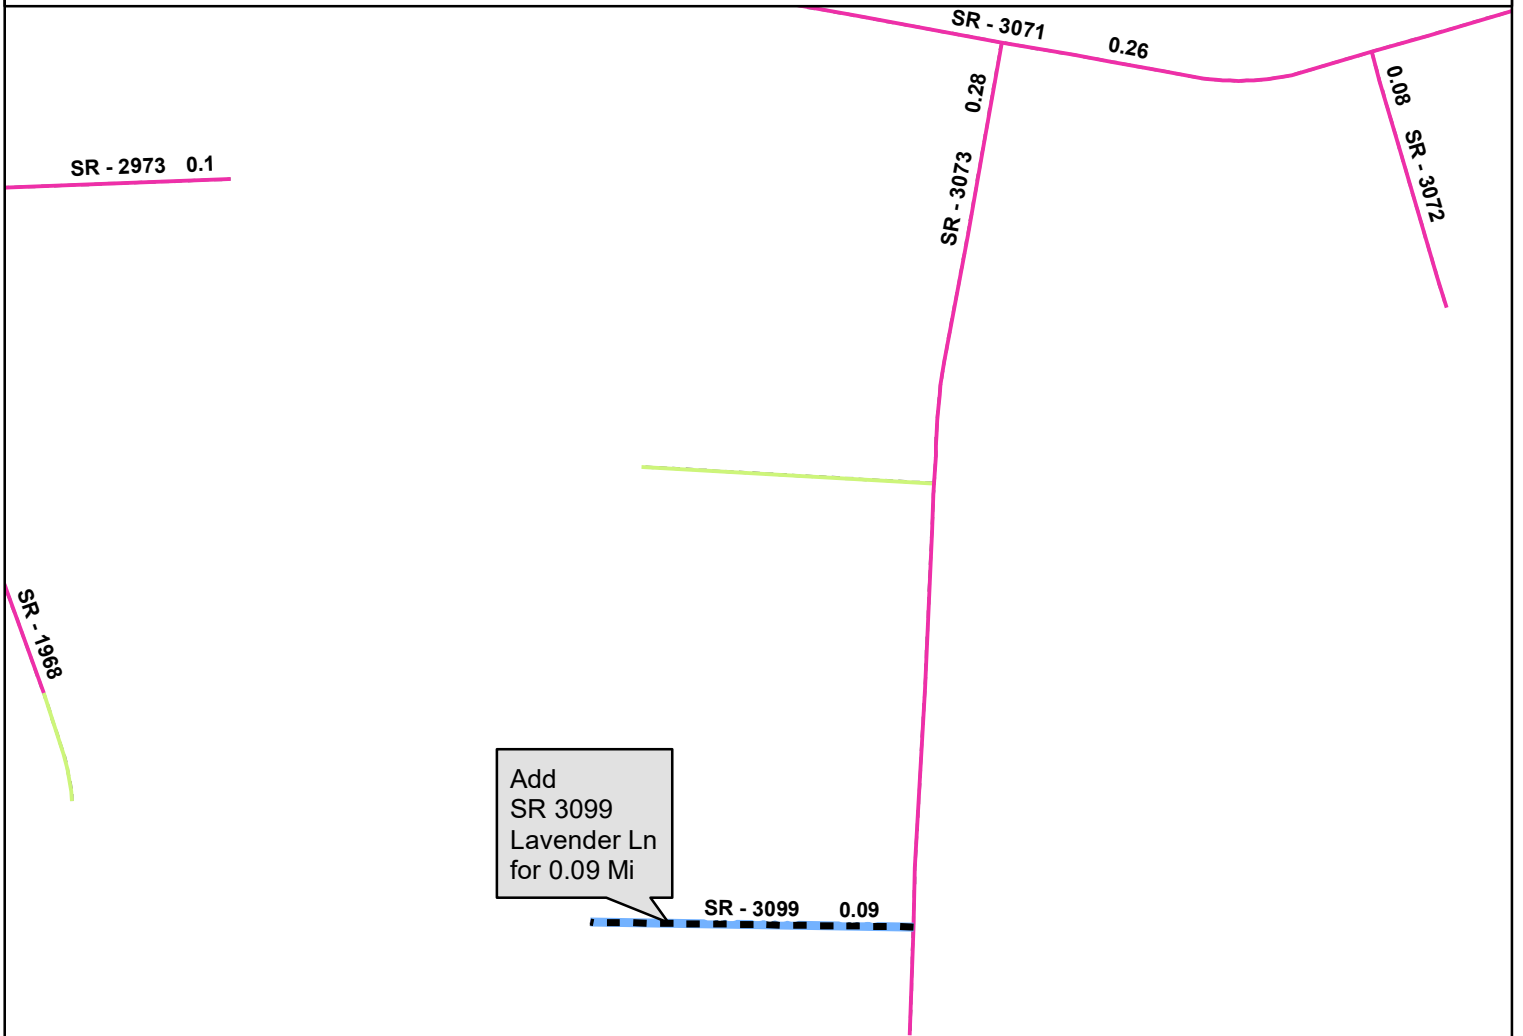 SR - 3071 0.26
0.28
SR - 3073
0.08 SR - 3072
SR - 2973 0.1
SR - 1968
Add
SR 3099
Lavender Ln
for 0.09 Mi
SR - 3099 0.09